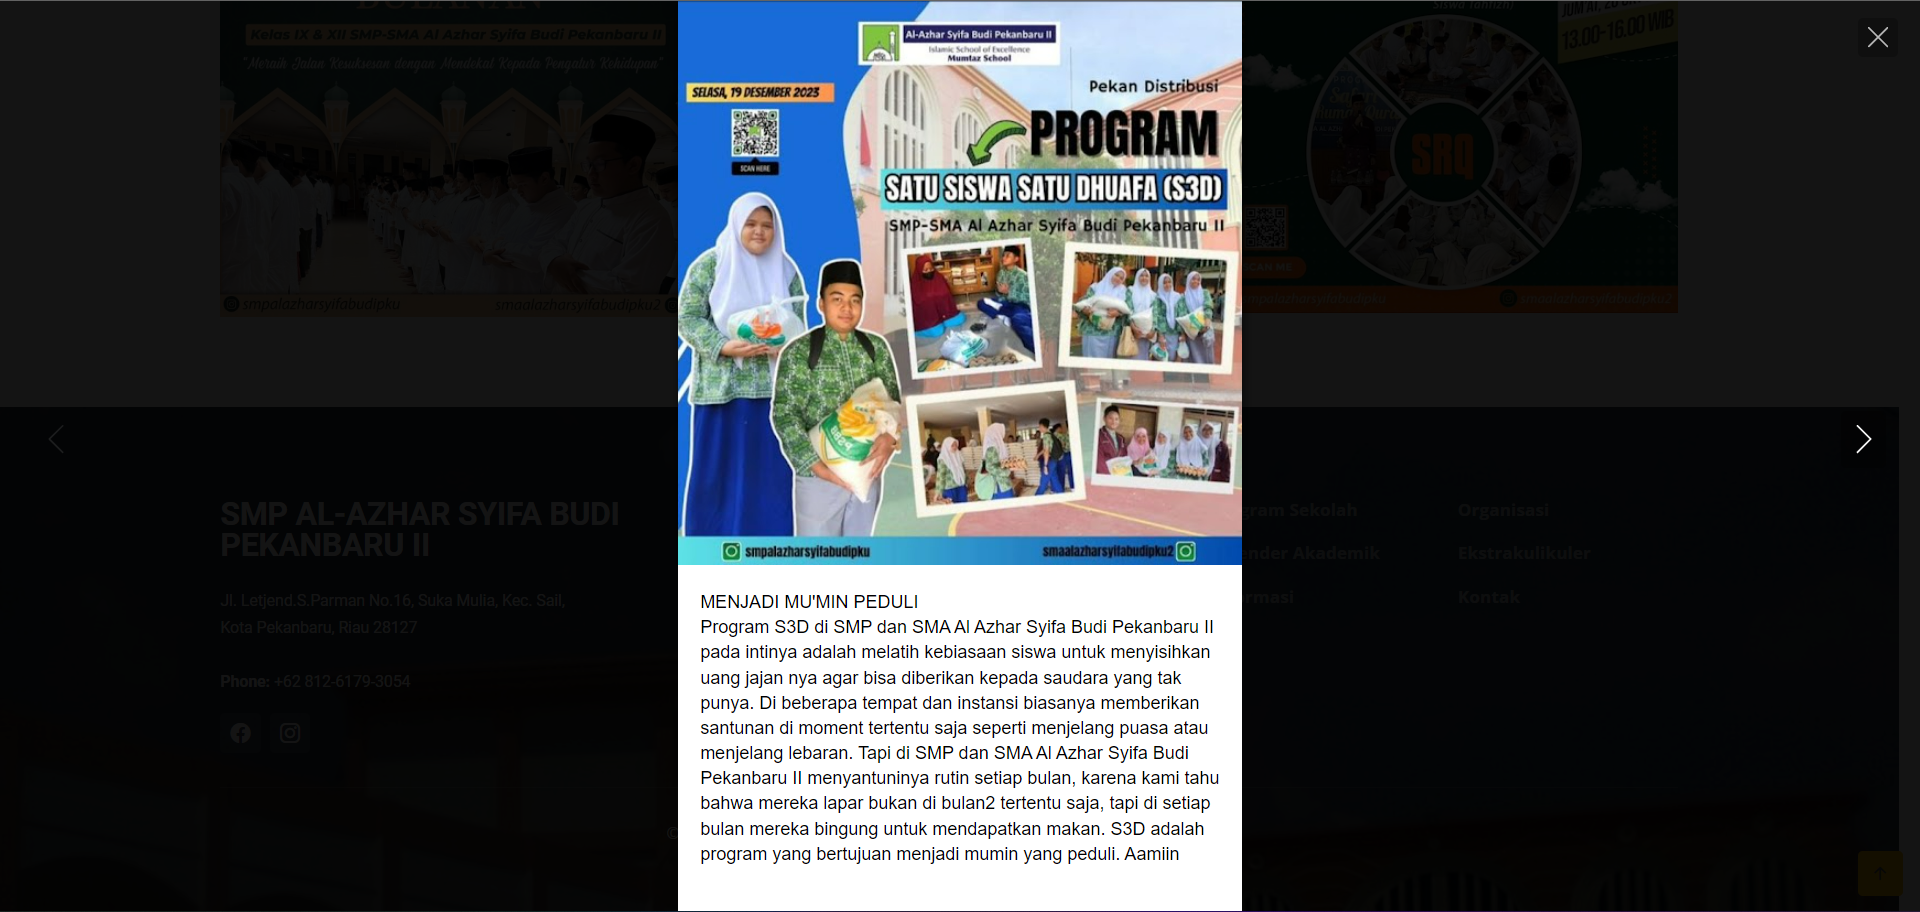 BULANAN
Kelas IX & XII SMP-SMA Al Azhar Syifa Budi Pekanbaru II
"Meraih Jalan Kesuksesan dengan Mendekat Kepada Pengatur Kehidupan"
smpalazharsyifabudipku
smaalazharsyifabudipku2
Al-Azhar Syifa Budi Pekanbaru II
Islamic School of Excellence
Mumtaz School
SELASA, 19 DESEMBER 2023
SCAN HERE
Pekan Distribusi
PROGRAM
SATU SISWA SATU DHUAFA (S3D)
SMP-SMA Al Azhar Syifa Budi Pekanbaru II
smpalazharsyifabudipku
smaalazharsyifabudipku2
MENJADI MU'MIN PEDULI
Program S3D di SMP dan SMA Al Azhar Syifa Budi Pekanbaru II
pada intinya adalah melatih kebiasaan siswa untuk menyisihkan
uang jajan nya agar bisa diberikan kepada saudara yang tak
punya. Di beberapa tempat dan instansi biasanya memberikan
santunan di moment tertentu saja seperti menjelang puasa atau
menjelang lebaran. Tapi di SMP dan SMA Al Azhar Syifa Budi
Pekanbaru II menyantuninya rutin setiap bulan, karena kami tahu
bahwa mereka lapar bukan di bulan2 tertentu saja, tapi di setiap
bulan mereka bingung untuk mendapatkan makan. S3D adalah
program yang bertujuan menjadi mumin yang peduli. Aamiin
Siswa Tahfizh)
13.00-16.00 WIB
SRQ
smaalazharsyifabudipku2
SMP AL-AZHAR SYIFA BUDI
PEKANBARU II
Jl. Letjend.S.Parman No.16, Suka Mulia, Kec. Sail,
Kota Pekanbaru, Riau 28127
Phone: +62 812-6179-3054
gram Sekolah
ender Akademik
rmasi
Organisasi
Ekstrakulikuler
Kontak